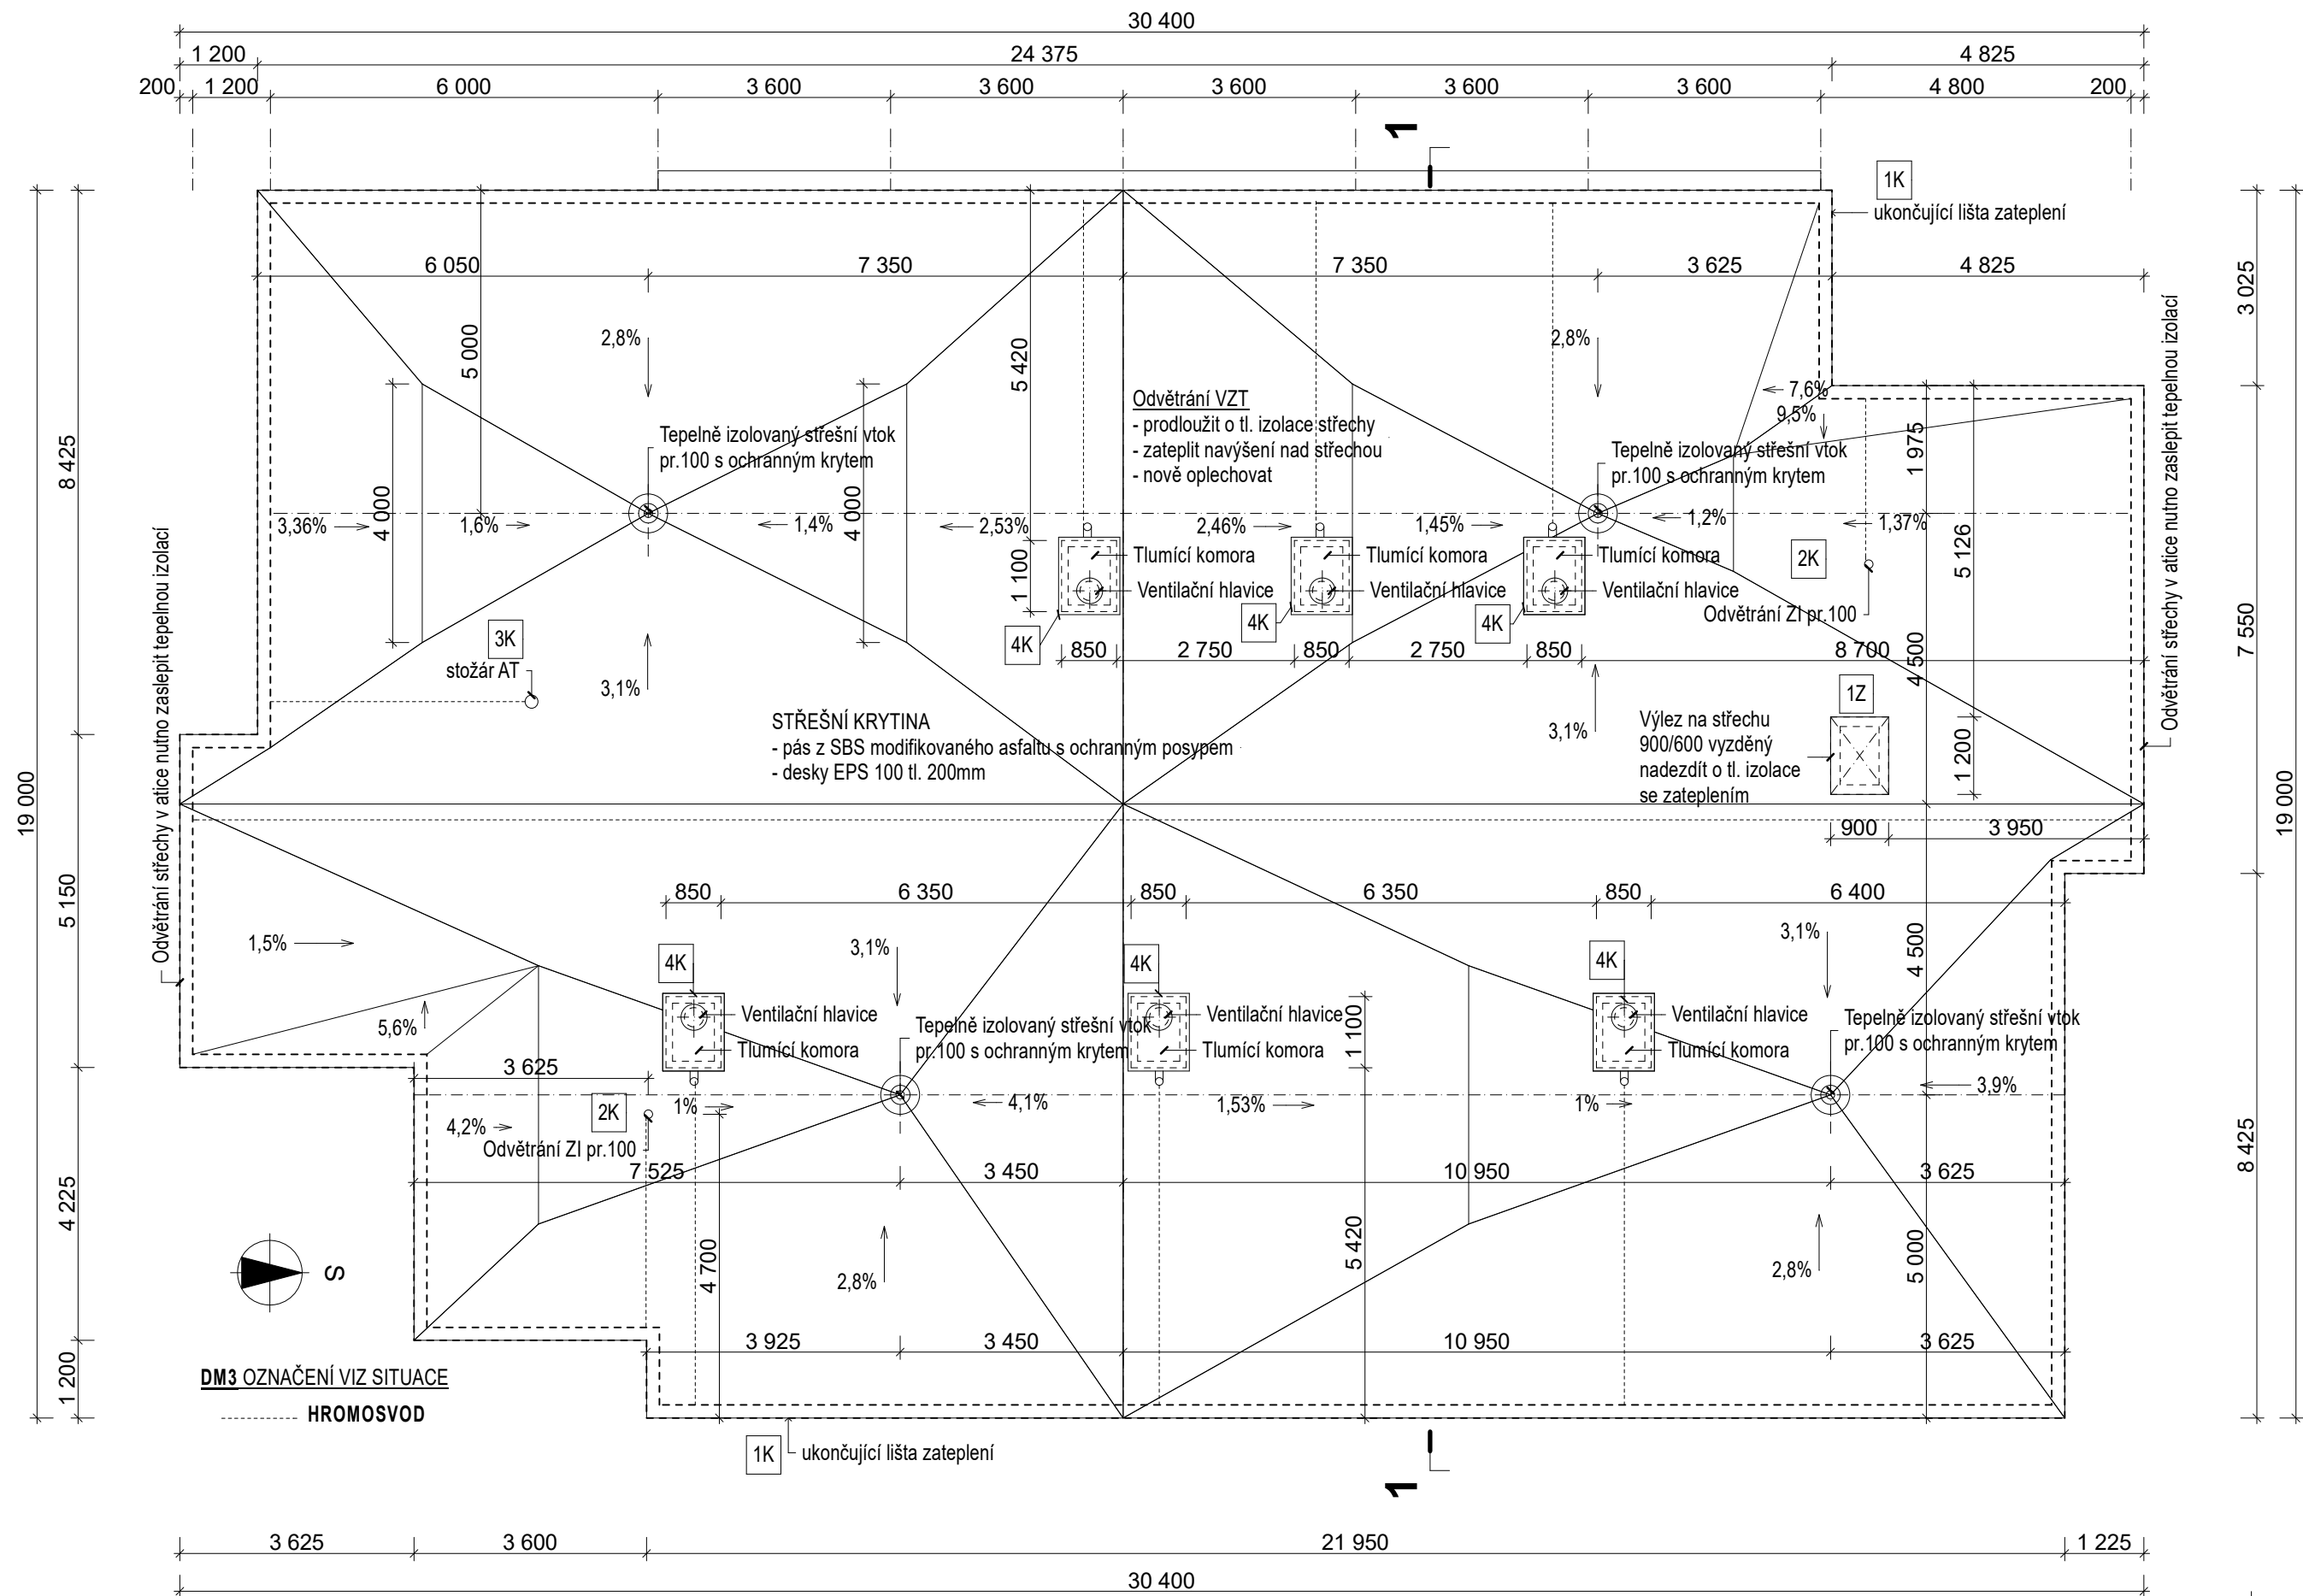 30 400
1 200
24 375
4 825
200
1 200
6 000
3 600
3 600
3 600
3 600
3 600
4 800
200
1
1K
ukončující lišta zateplení
6 050
7 350
7 350
3 625
4 825
3 025
5 000
2,8%
5 420
2,8%
7,6%
9,5%
Odvětrání VZT
- prodloužit o tl. izolace střechy
- zateplit navýšení nad střechou
- nově oplechovat
Tepelně izolovaný střešní vtok
pr.100 s ochranným krytem
Tepelně izolovaný střešní vtok
pr.100 s ochranným krytem
1 975
8 425
4 000
4 000
3,36%
1,6%
1,4%
2,53%
2,46%
1,45%
1,2%
1,37%
5 126
Odvětrání střechy v atice nutno zaslepit tepelnou izolací
Odvětrání střechy v atice nutno zaslepit tepelnou izolací
1 100
Tlumící komora
Tlumící komora
Tlumící komora
2K
Ventilační hlavice
Ventilační hlavice
Ventilační hlavice
Odvětrání ZI pr.100
4K
4K
4K
3K
stožár AT
850
2 750
850
2 750
850
8 700
4 500
7 550
3,1%
3,1%
1Z
STŘEŠNÍ KRYTINA
- pás z SBS modifikovaného asfaltu s ochranným posypem
- desky EPS 100 tl. 200mm
Výlez na střechu
900/600 vyzděný
nadezdít o tl. izolace
se zateplením
1 200
19 000
19 000
900
3 950
850
6 350
850
6 350
850
6 400
5 150
1,5%
3,1%
3,1%
4 500
4K
4K
4K
5,6%
Ventilační hlavice
Tlumící komora
Tepelně izolovaný střešní vtok
pr.100 s ochranným krytem
Ventilační hlavice
Tlumící komora
1 100
Ventilační hlavice
Tlumící komora
Tepelně izolovaný střešní vtok
pr.100 s ochranným krytem
3 625
2K
1%
4,1%
1,53%
1%
3,9%
4,2%
Odvětrání ZI pr.100
7 525
3 450
10 950
3 625
8 425
4 225
4 700
2,8%
5 420
2,8%
5 000
S
3 925
3 450
10 950
3 625
1 200
DM3 OZNAČENÍ VIZ SITUACE
HROMOSVOD
1K
ukončující lišta zateplení
1
3 625
3 600
21 950
1 225
30 400